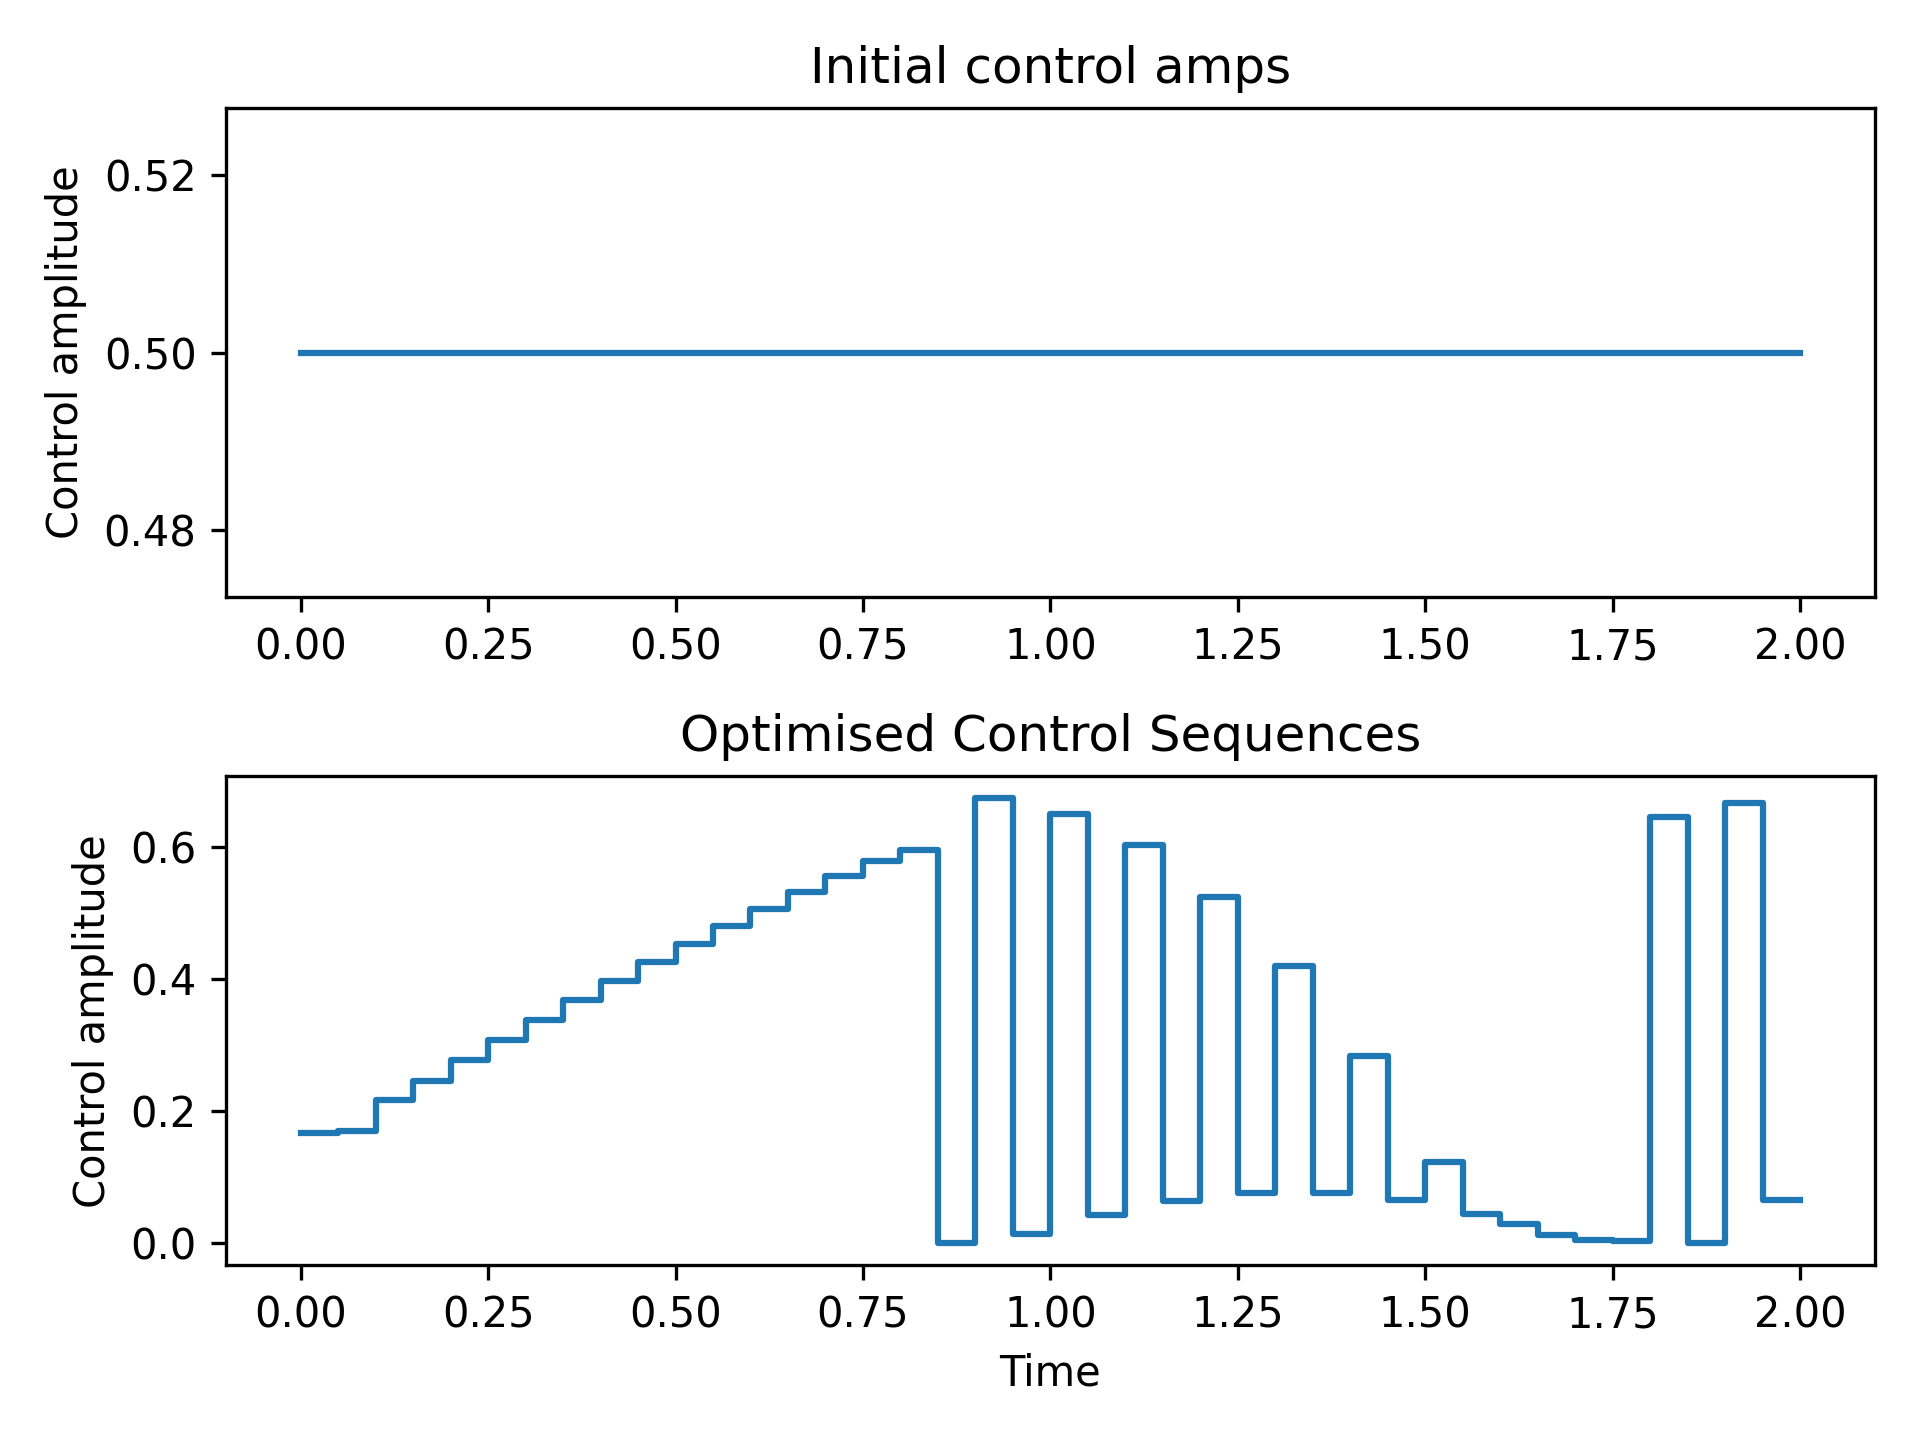 Initial control amps
Control amplitude
0.52
0.50
0.48
0.00 0.25 0.50 0.75 1.00 1.25 1.50 1.75 2.00
Optimised Control Sequences
Control amplitude
0.6
0.4
0.2
0.0
0.00 0.25 0.50 0.75 1.00 1.25 1.50 1.75 2.00
Time